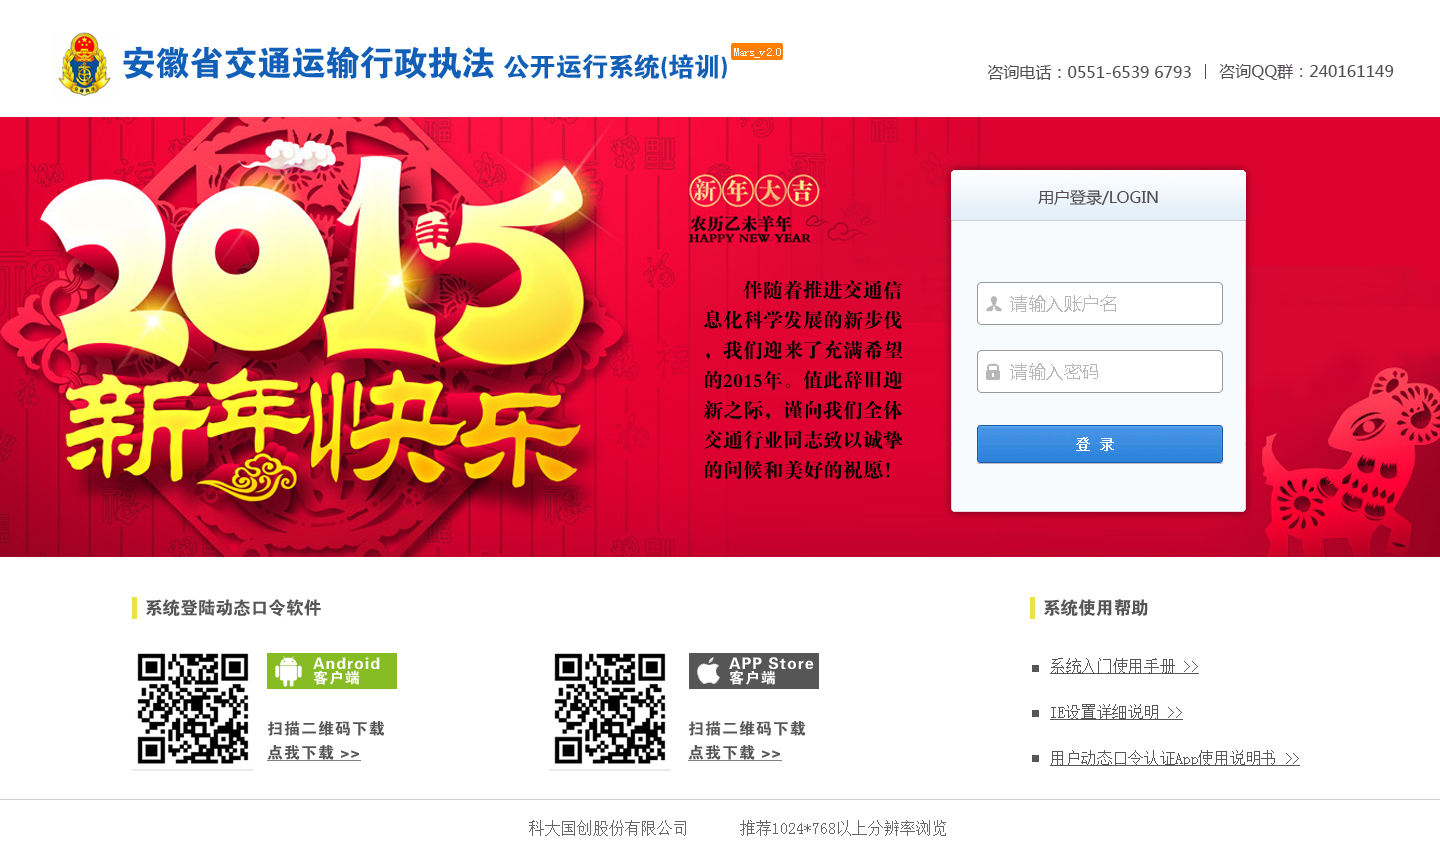 安徽省交通运输行政执法 公开运行系统(培训) Mars_v2.0
咨询电话：0551-6539 6793 | 咨询QQ群：240161149
2015
新年快乐
新年大吉
农历乙未羊年
HAPPY NEW YEAR
伴随着推进交通信
息化科学发展的新步伐
，我们迎来了充满希望
的2015年。值此辞旧迎
新之际，谨向我们全体
交通行业同志致以诚挚
的问候和美好的祝愿！
用户登录/LOGIN
请输入账户名
请输入密码
登 录
系统登陆动态口令软件
Android
客户端
扫描二维码下载
点我下载 >>
APP Store
客户端
扫描二维码下载
点我下载 >>
系统使用帮助
系统入门使用手册 >>
IE设置详细说明 >>
用户动态口令认证App使用说明书 >>
科大国创股份有限公司 推荐1024*768以上分辨率浏览